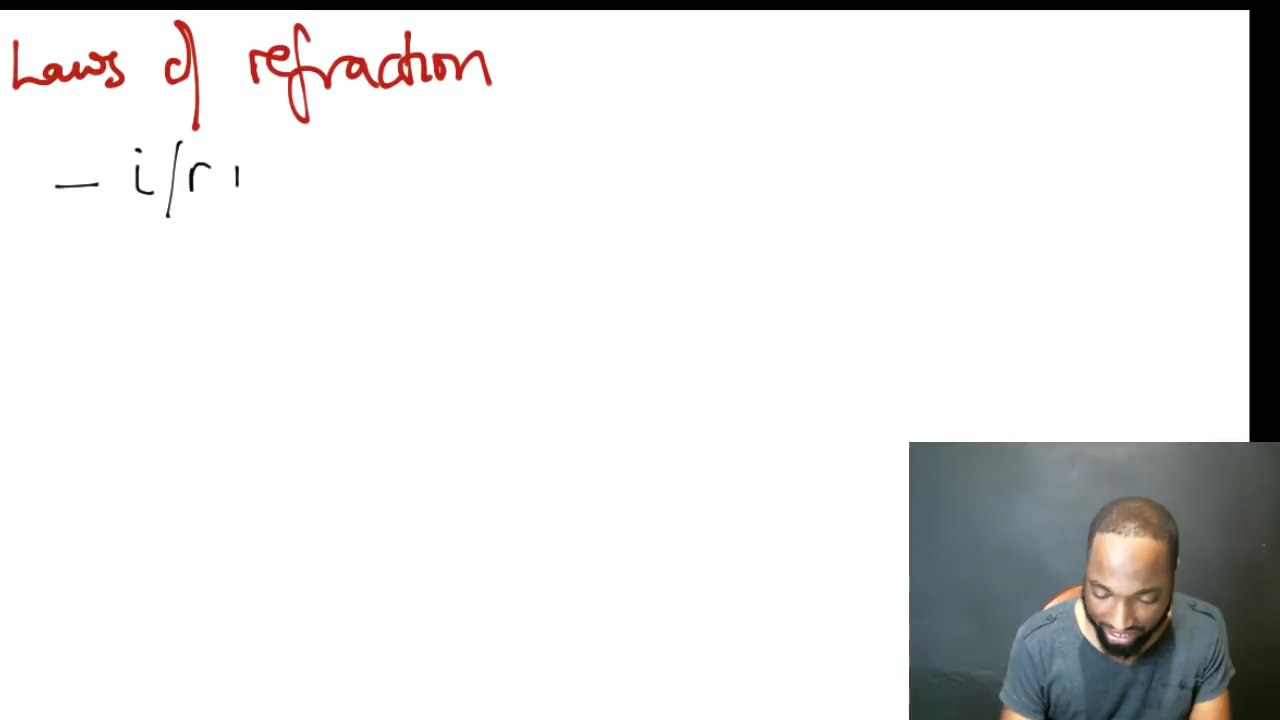 Laws of refraction
- i/r i